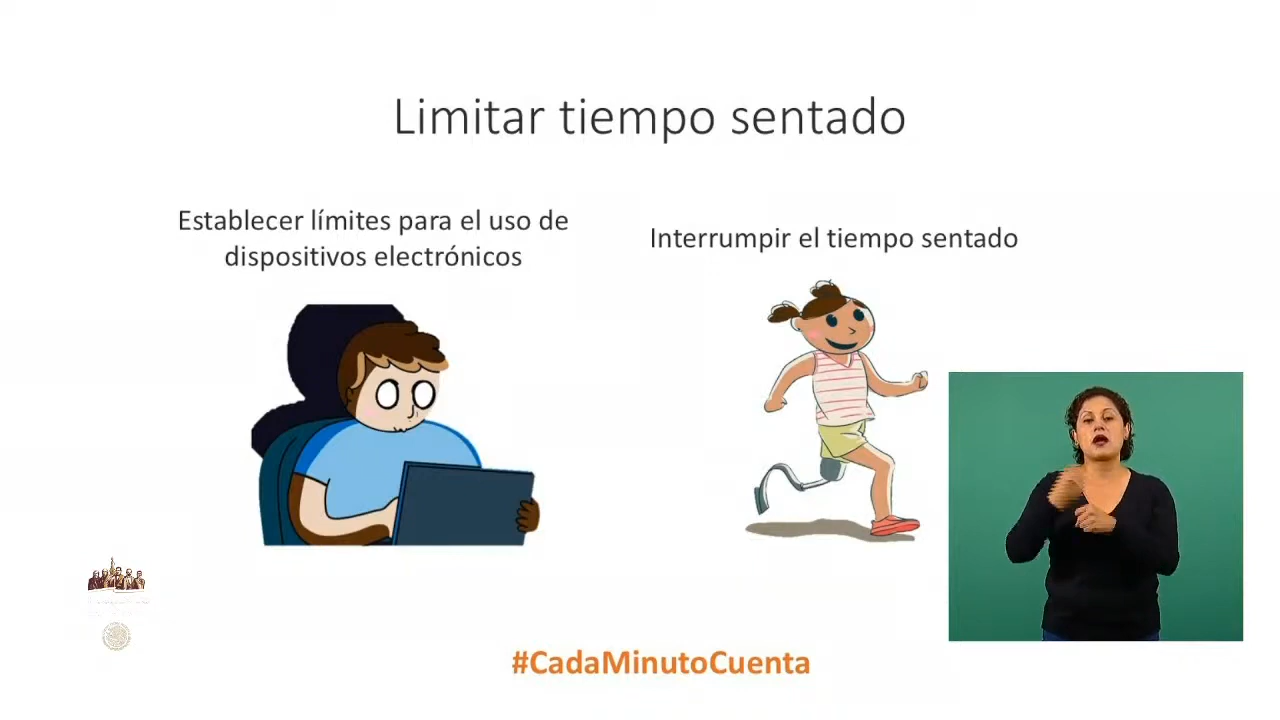 Limitar tiempo sentado
Establecer límites para el uso de
dispositivos electrónicos
Interrumpir el tiempo sentado
#CadaMinutoCuenta